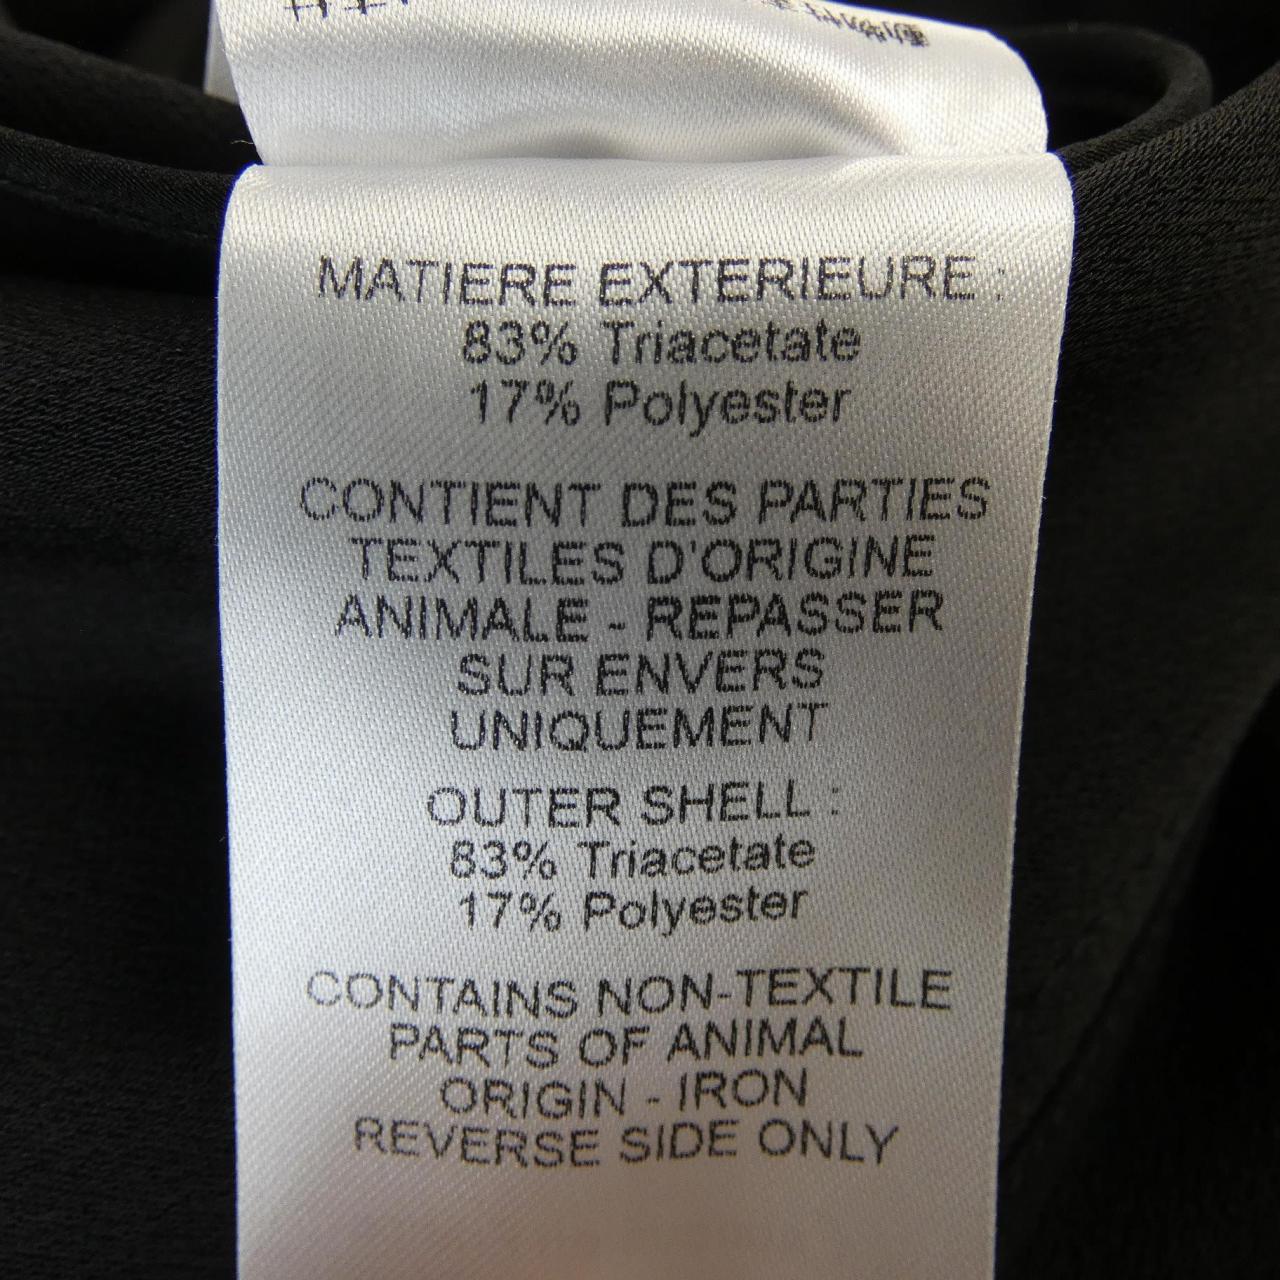 MATIERE EXTERIEURE :
83% Triacetate
17% Polyester
CONTIENT DES PARTIES
TEXTILES D'ORIGINE
ANIMALE - REPASSER
SUR ENVERS
UNIQUEMENT
OUTER SHELL :
83% Triacetate
17% Polyester
CONTAINS NON-TEXTILE
PARTS OF ANIMAL
ORIGIN - IRON
REVERSE SIDE ONLY